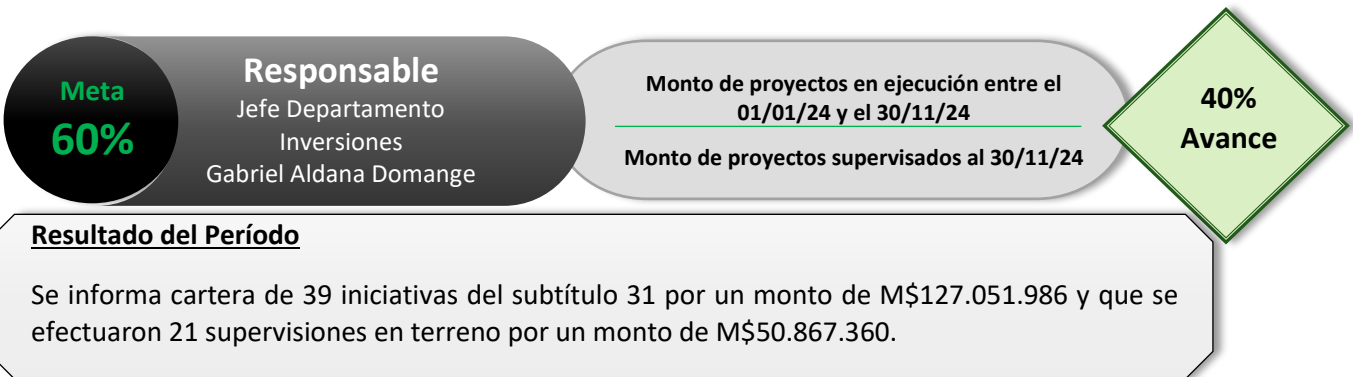 Meta
60%
Responsable
Jefe Departamento
Inversiones
Gabriel Aldana Domange
Monto de proyectos en ejecución entre el
01/01/24 y el 30/11/24
Monto de proyectos supervisados al 30/11/24
40%
Avance
Resultado del Período
Se informa cartera de 39 iniciativas del subtítulo 31 por un monto de M$127.051.986 y que se
efectuaron 21 supervisiones en terreno por un monto de M$50.867.360.